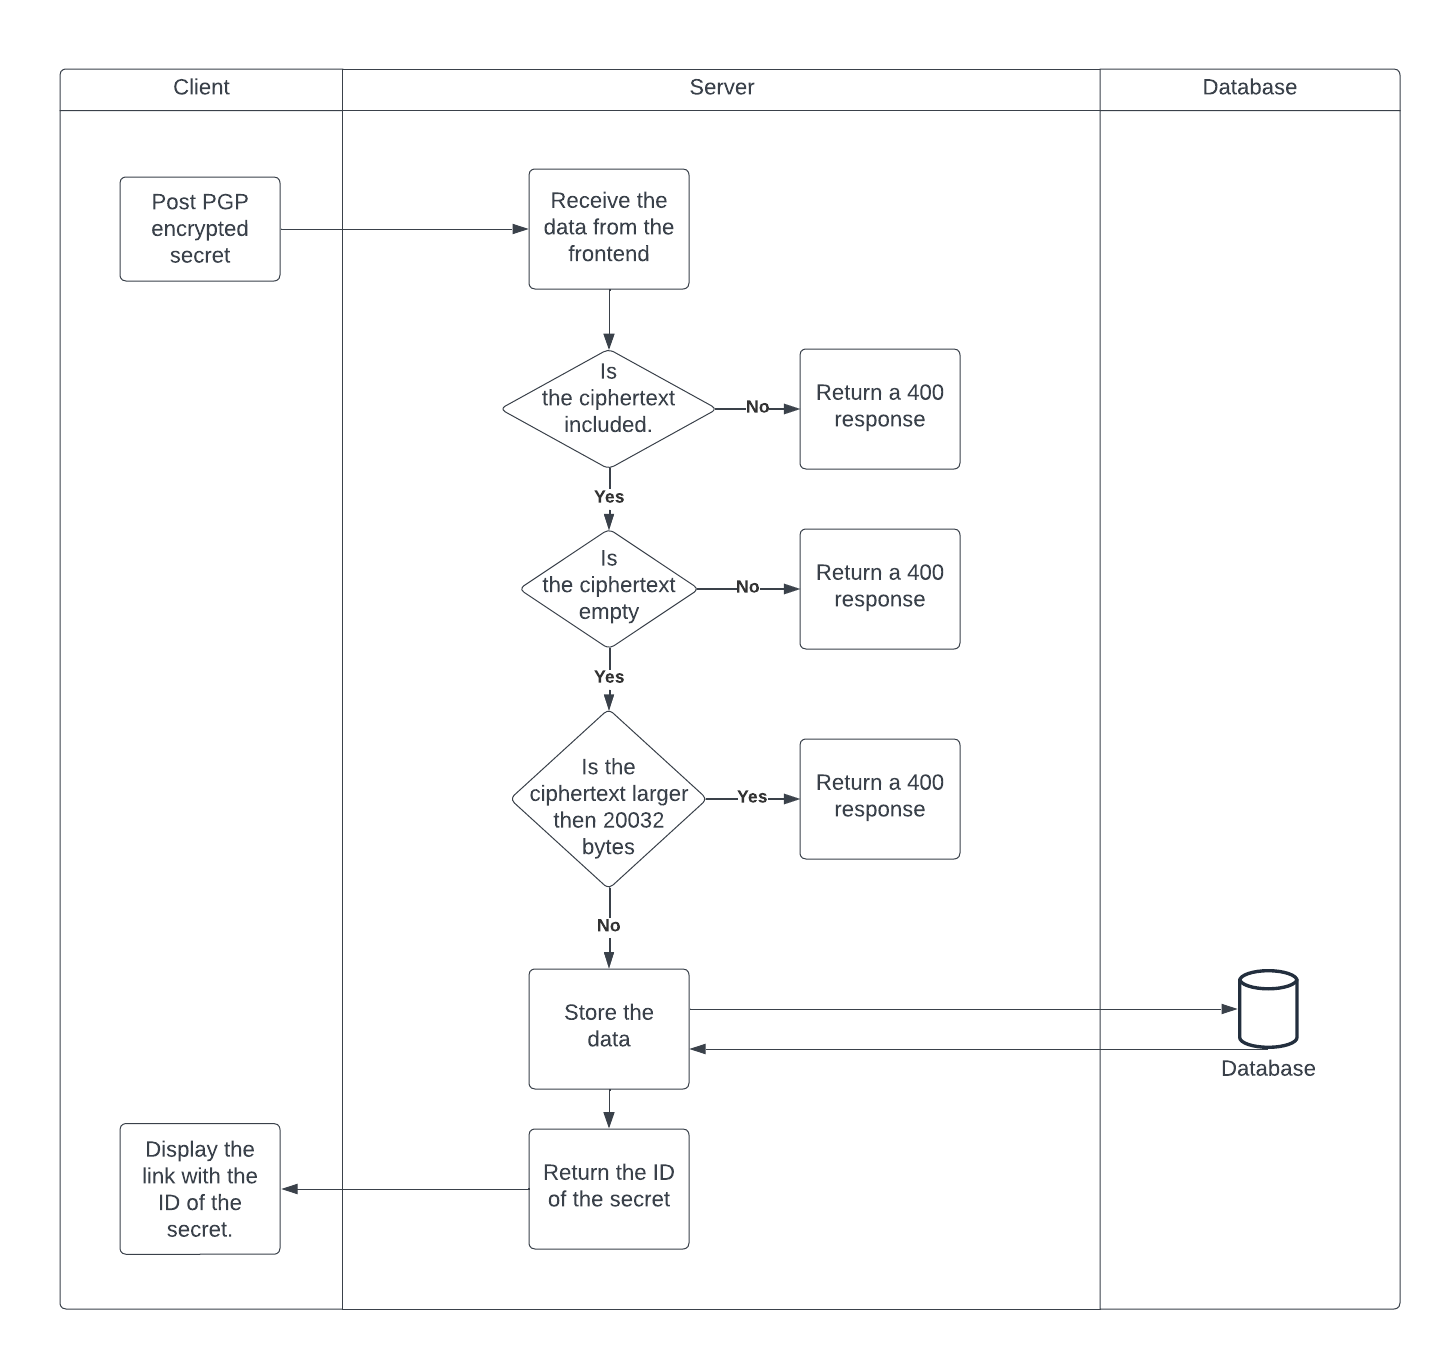 Client
Server
Database
Post PGP
encrypted
secret
Receive the
data from the
frontend
Is
the ciphertext
included.
No
Return a 400
response
Yes
Is
the ciphertext
empty
No
Return a 400
response
Yes
Is the
ciphertext larger
then 20032
bytes
Yes
Return a 400
response
No
Store the
data
Database
Return the ID
of the secret
Display the
link with the
ID of the
secret.